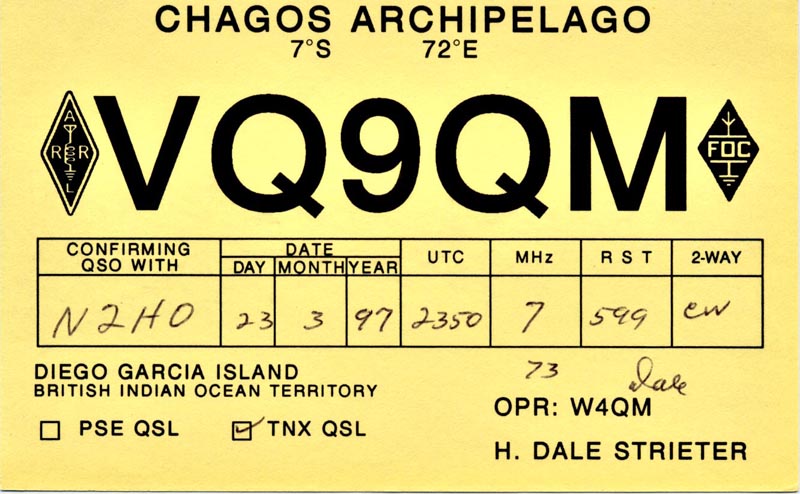 CHAGOS ARCHIPELAGO
7°S 72°E
ARRL VQ9QM FOC
CONFIRMING QSO WITH DATE UTC MHz RST 2-WAY
DAY MONTH YEAR
N2HO 23 3 97 2350 7 599 CW
DIEGO GARCIA ISLAND 73 Dale
BRITISH INDIAN OCEAN TERRITORY
OPR: W4QM
PSE QSL TNX QSL
H. DALE STRIETER